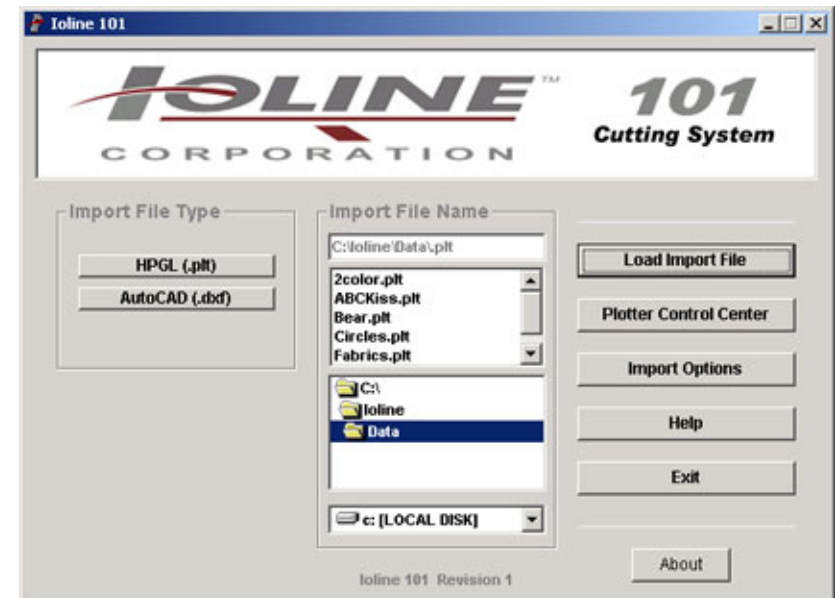 Ioline 101
IOLINE™
CORPORATION
101
Cutting System
Import File Type
HPGL (.plt)
AutoCAD (.dxf)
Import File Name
C:\Ioline\Data\.plt
2color.plt
ABCKiss.plt
Bear.plt
Circles.plt
Fabrics.plt
C:\
Ioline
Data
c: [LOCAL DISK]
Ioline 101 Revision 1
Load Import File
Plotter Control Center
Import Options
Help
Exit
About